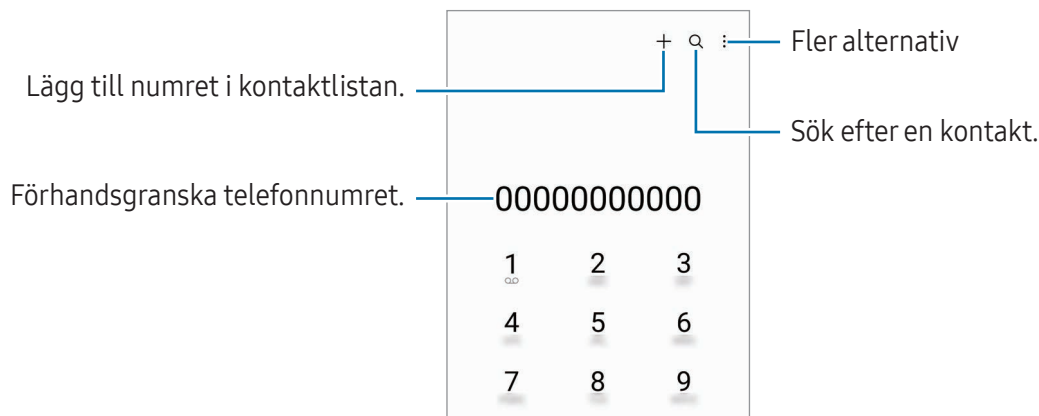 Fler alternativ
Lägg till numret i kontaktlistan.
Sök efter en kontakt.
Förhandsgranska telefonnumret.
00000000000
1 2 3
4 5 6
7 8 9